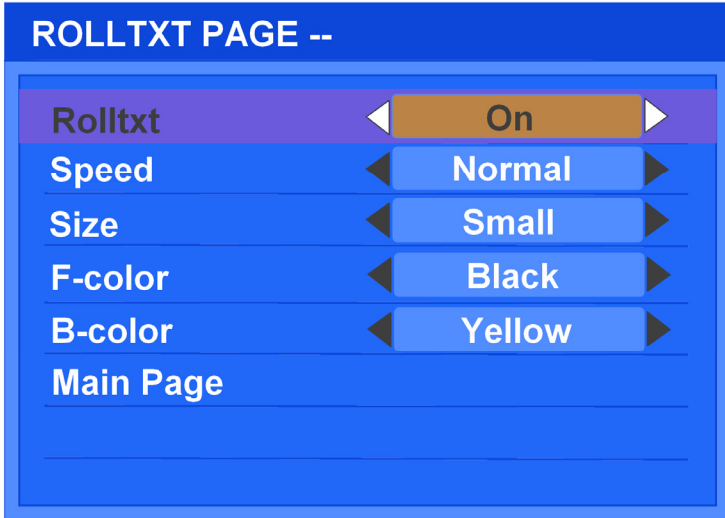 ROLLTXT PAGE --
Rolltxt On
Speed Normal
Size Small
F-color Black
B-color Yellow
Main Page